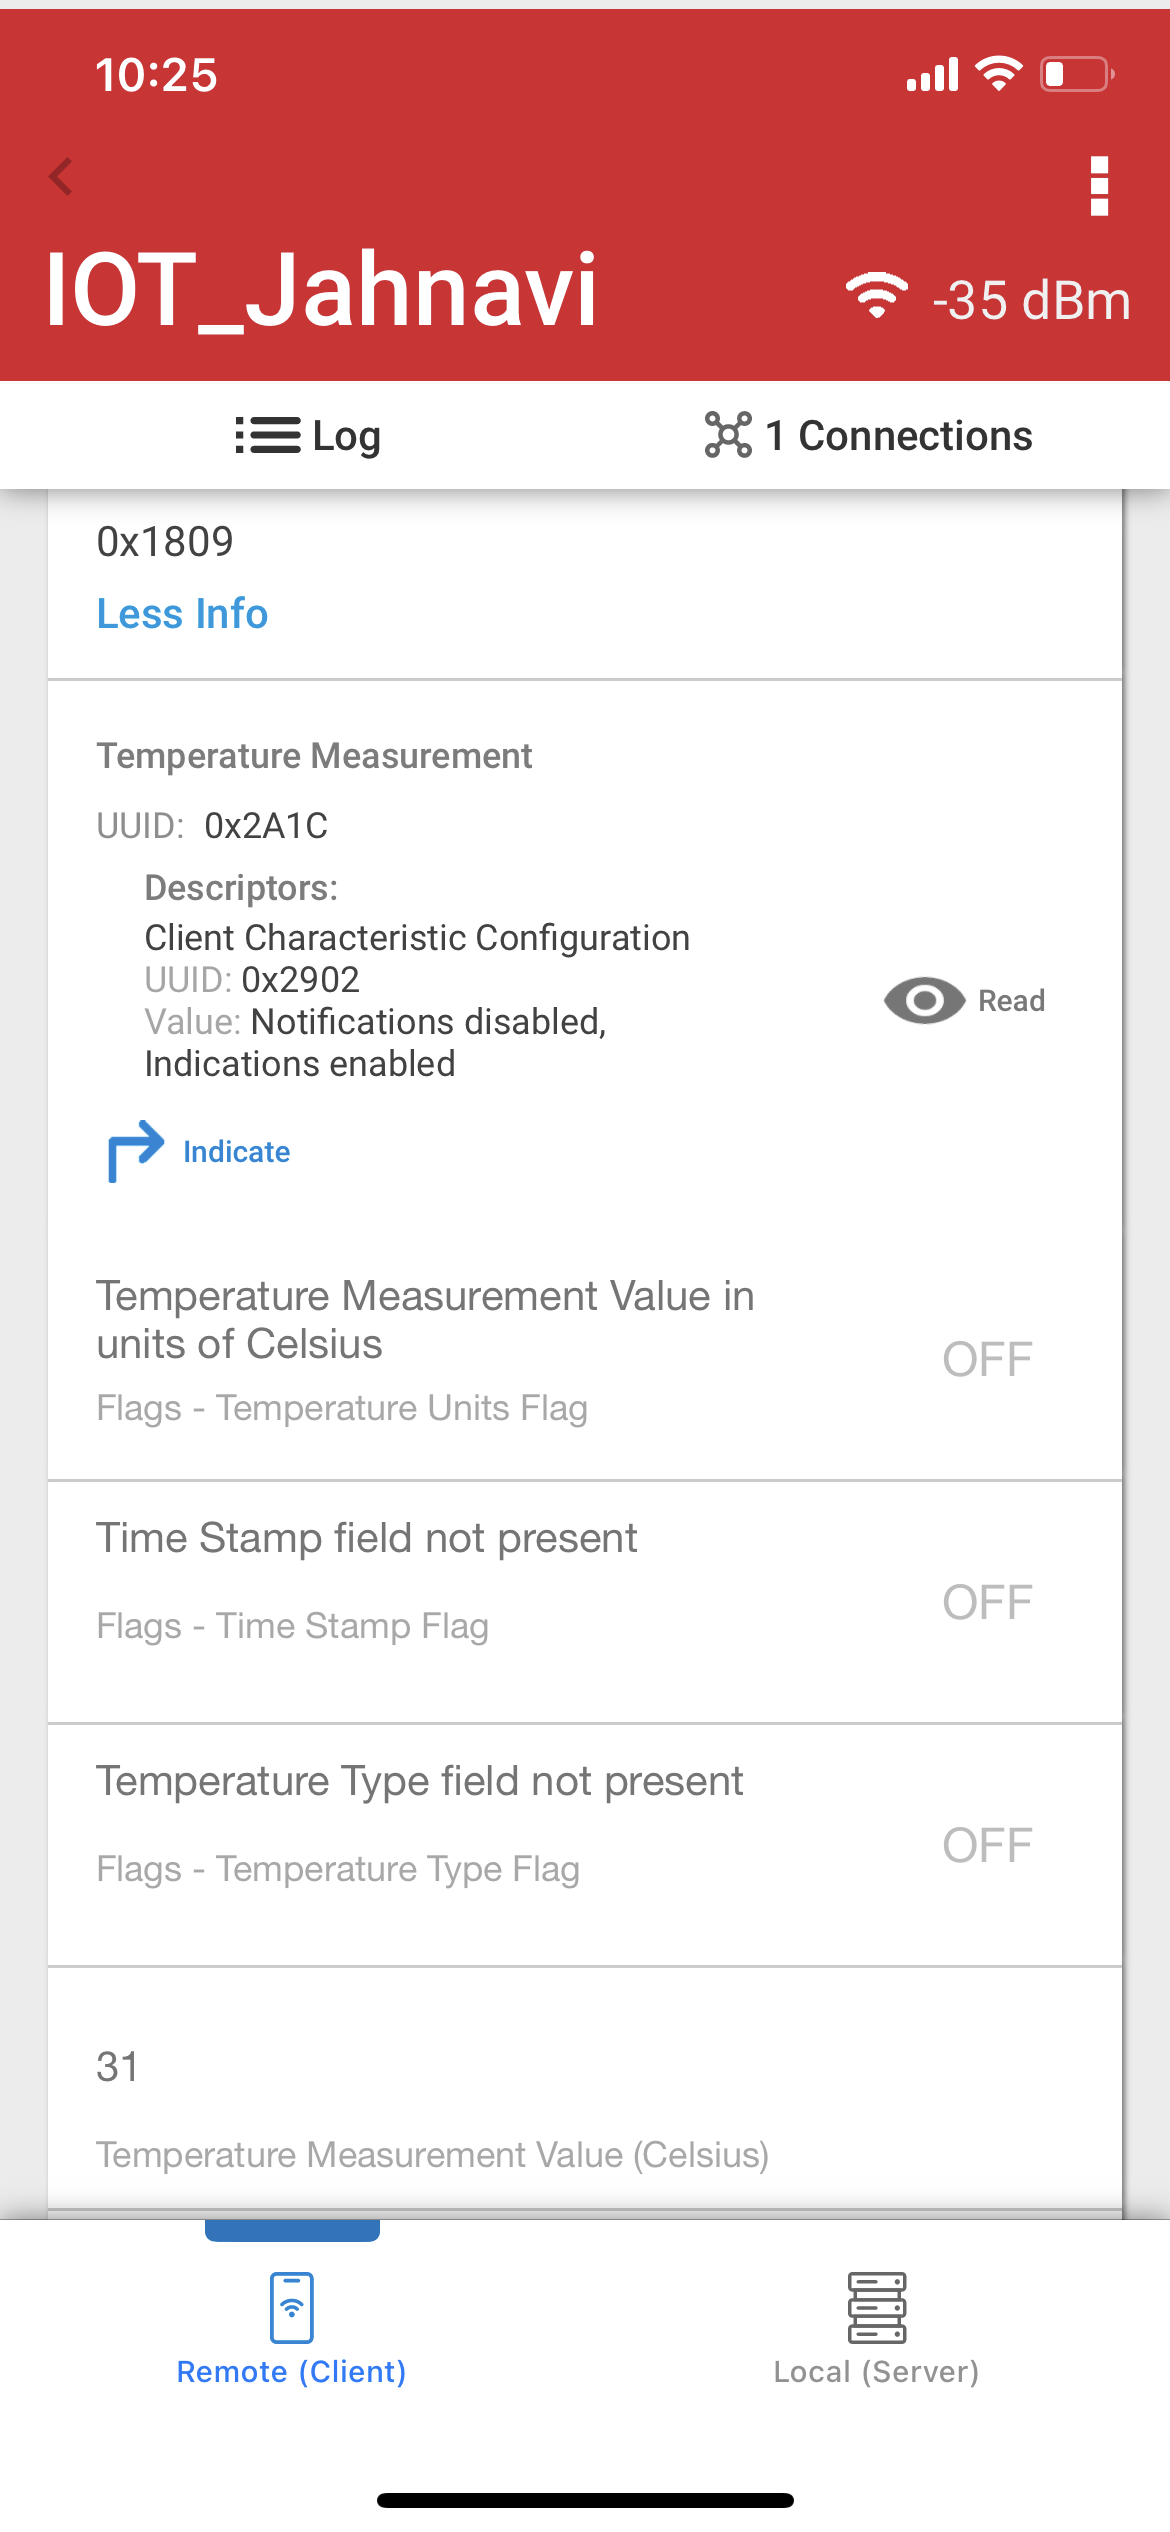 10:25
IOT_Jahnavi
-35 dBm
Log
1 Connections
0x1809
Less Info
Temperature Measurement
UUID: 0x2A1C
Descriptors:
Client Characteristic Configuration
UUID: 0x2902
Value: Notifications disabled,
Indications enabled
Read
Indicate
Temperature Measurement Value in
units of Celsius
OFF
Flags - Temperature Units Flag
Time Stamp field not present
OFF
Flags - Time Stamp Flag
Temperature Type field not present
OFF
Flags - Temperature Type Flag
31
Temperature Measurement Value (Celsius)
Remote (Client)
Local (Server)